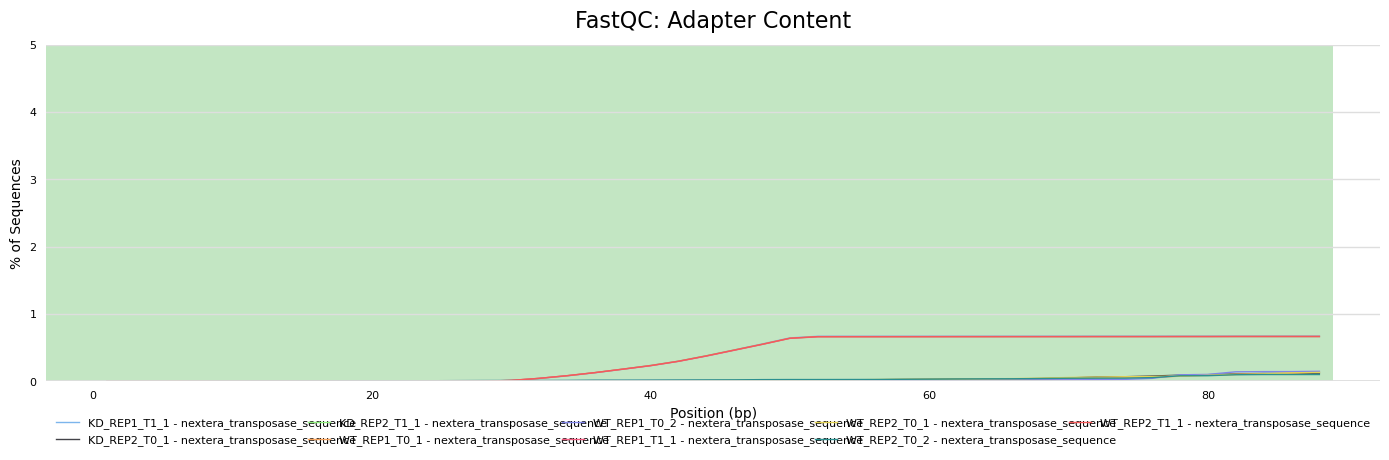 FastQC: Adapter Content
% of Sequences
5
4
3
2
1
0
0 20 40 60 80
Position (bp)
KD_REP1_T1_1 - nextera_transposase_sequence KD_REP2_T1_1 - nextera_transposase_sequence WT_REP1_T0_2 - nextera_transposase_sequence WT_REP2_T0_1 - nextera_transposase_sequence WT_REP2_T1_1 - nextera_transposase_sequence
KD_REP2_T0_1 - nextera_transposase_sequence WT_REP1_T0_1 - nextera_transposase_sequence WT_REP1_T1_1 - nextera_transposase_sequence WT_REP2_T0_2 - nextera_transposase_sequence